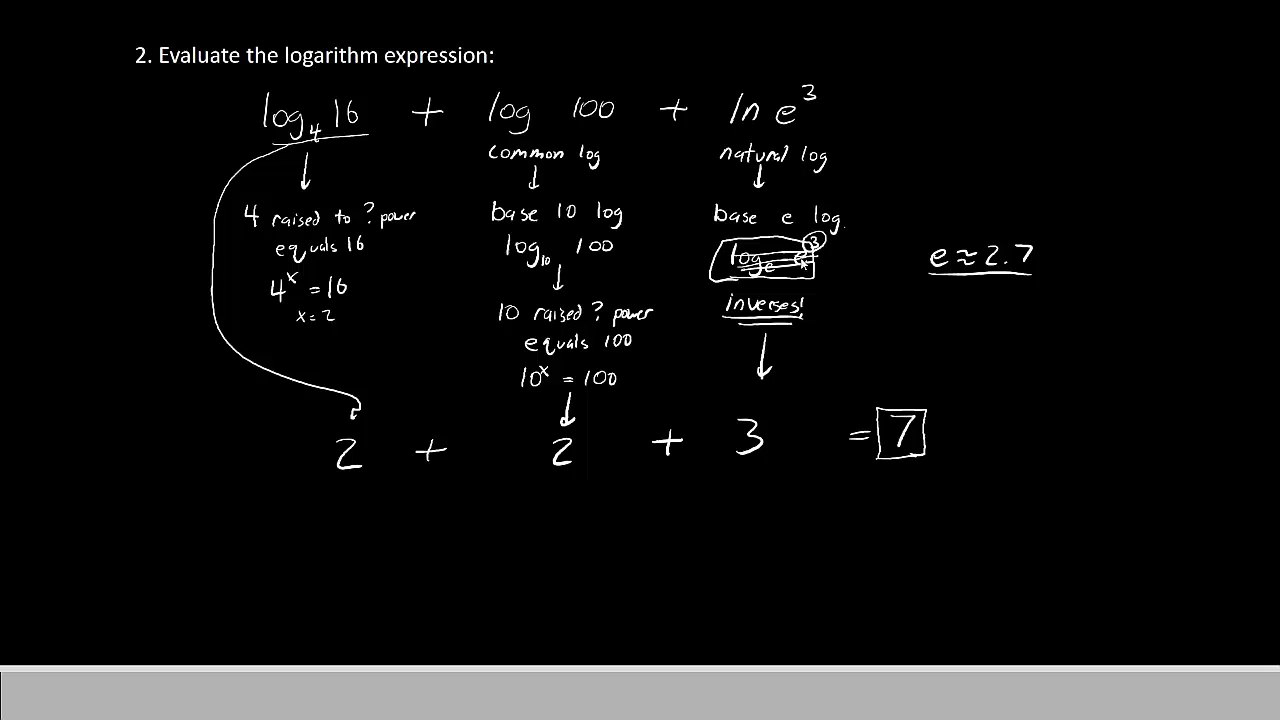 2. Evaluate the logarithm expression:
log₄ 16 + log 100 + ln e³
common log
natural log
4 raised to ? power
equals 16
4ˣ = 16
x = 2
base 10 log
log₁₀ 100
10 raised ? power
equals 100
10ˣ = 100
base e log.
logₑ e³
inverses!
e ≈ 2.7
2 + 2 + 3 = 7